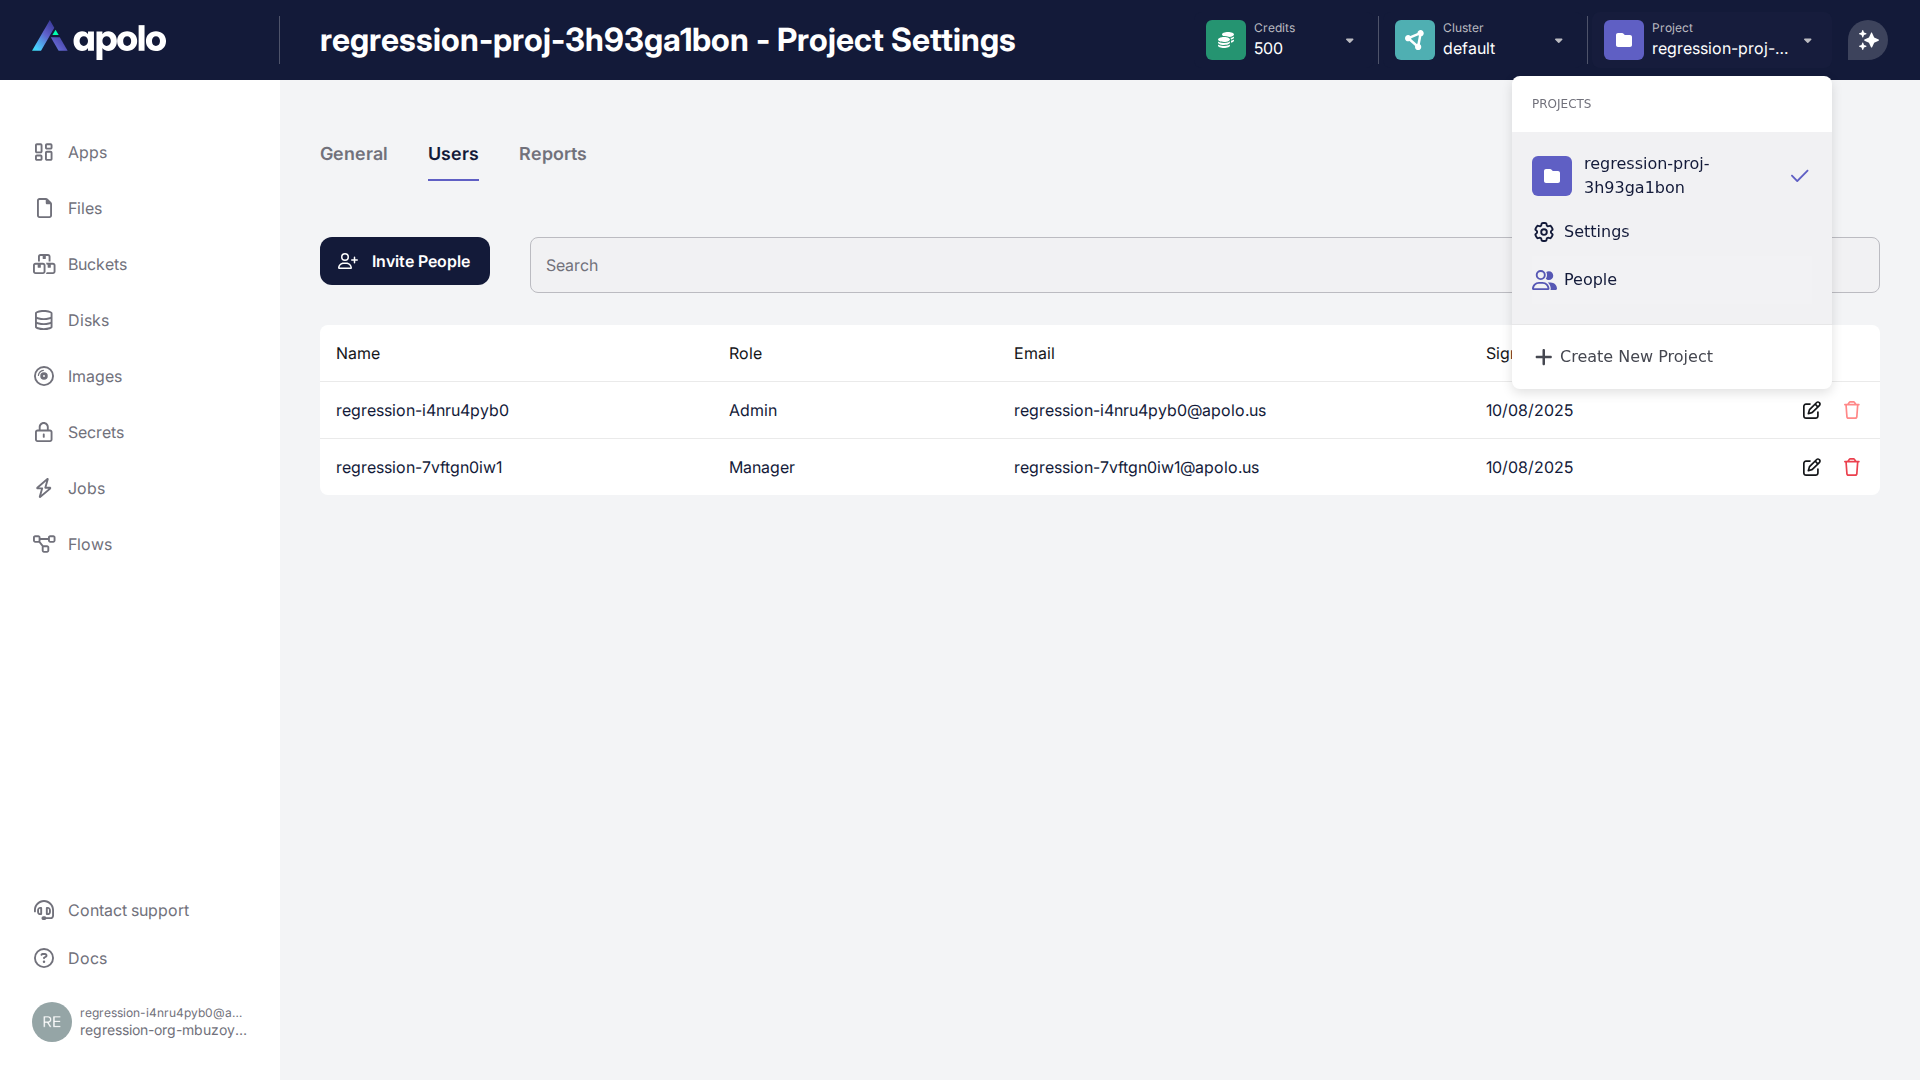 apolo
regression-proj-3h93ga1bon - Project Settings
Credits
500
Cluster
default
Project
regression-proj-...
PROJECTS
regression-proj-
3h93ga1bon
Settings
People
Create New Project
Apps
Files
Buckets
Disks
Images
Secrets
Jobs
Flows
General
Users
Reports
Invite People
Search
Name
Role
Email
regression-i4nru4pyb0
Admin
regression-i4nru4pyb0@apolo.us
10/08/2025
regression-7vftgn0iw1
Manager
regression-7vftgn0iw1@apolo.us
10/08/2025
Contact support
Docs
RE
regression-i4nru4pyb0@a...
regression-org-mbuzoy...